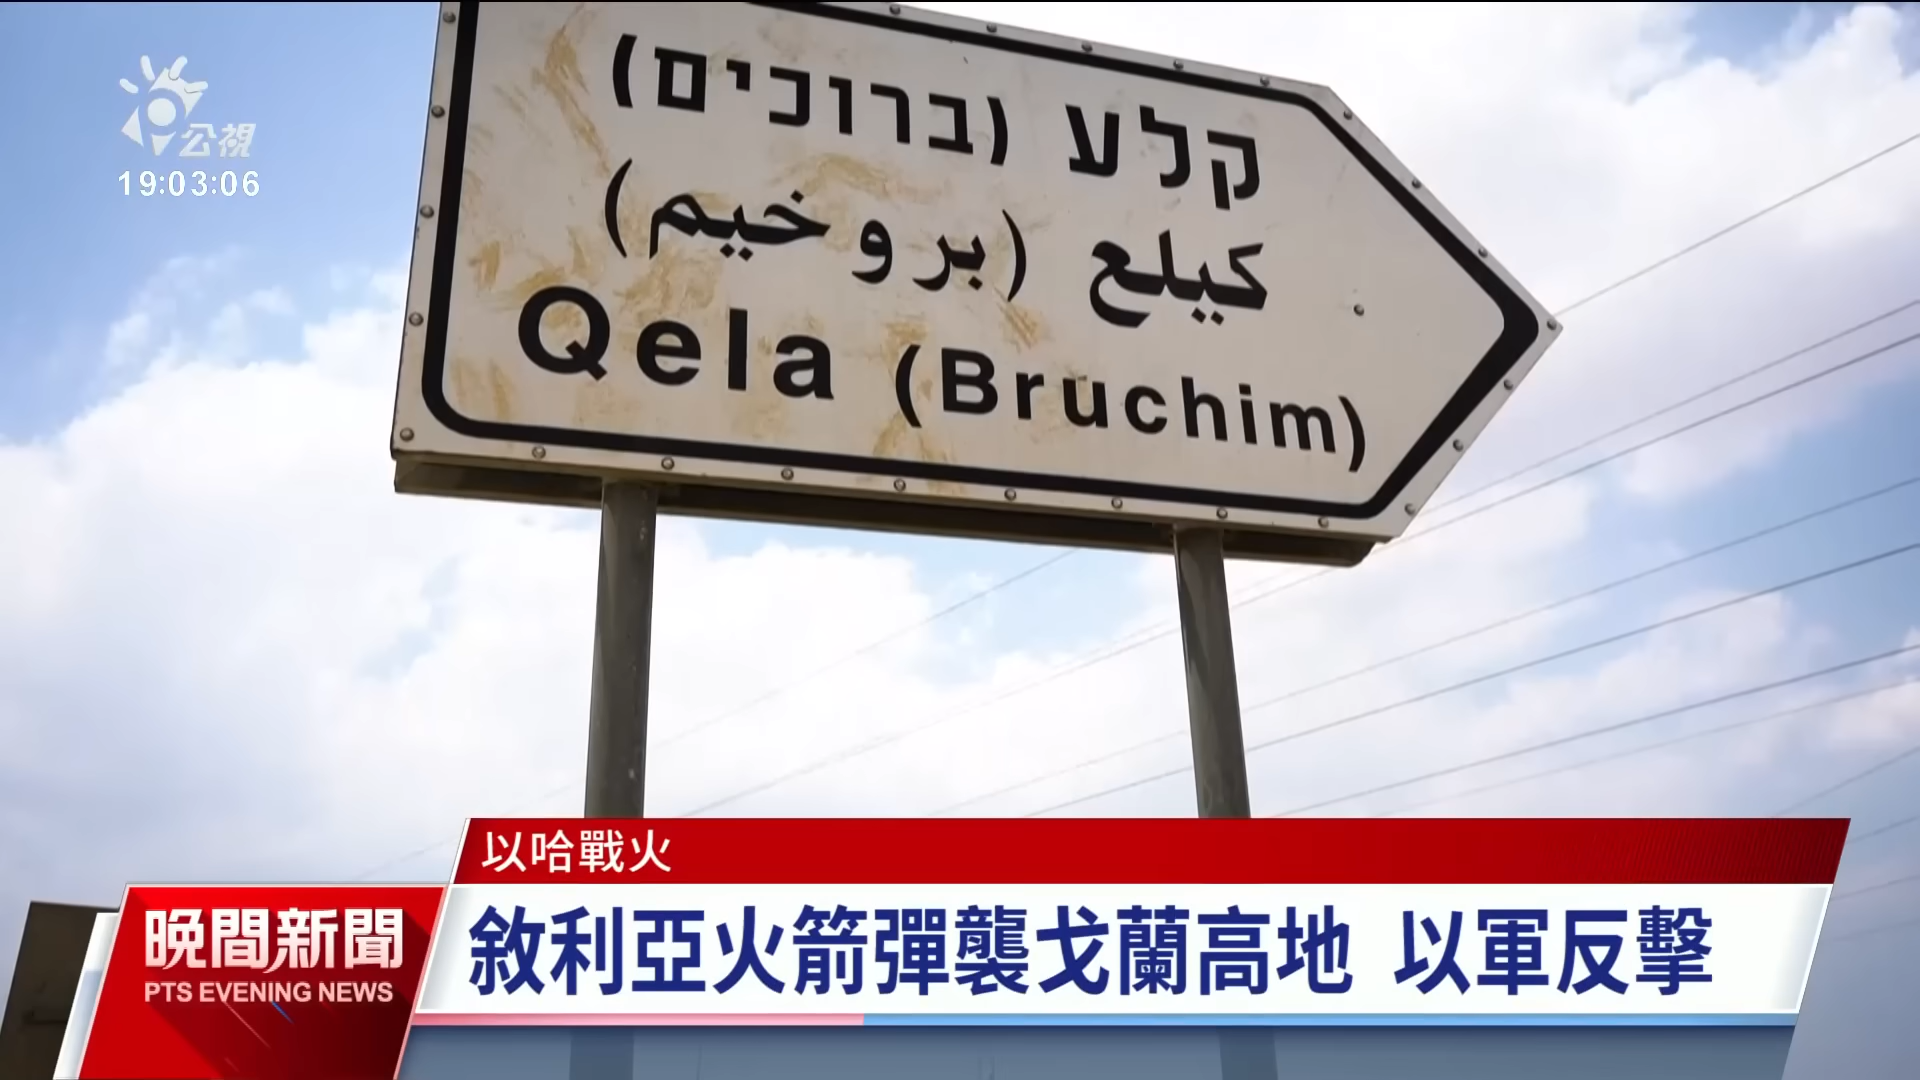 公視
19:03:06
קלע (ברוכים)
كيلع (بروخيم)
Qela (Bruchim)
以哈戰火
晚間新聞
PTS EVENING NEWS
敘利亞火箭彈襲戈蘭高地 以軍反擊